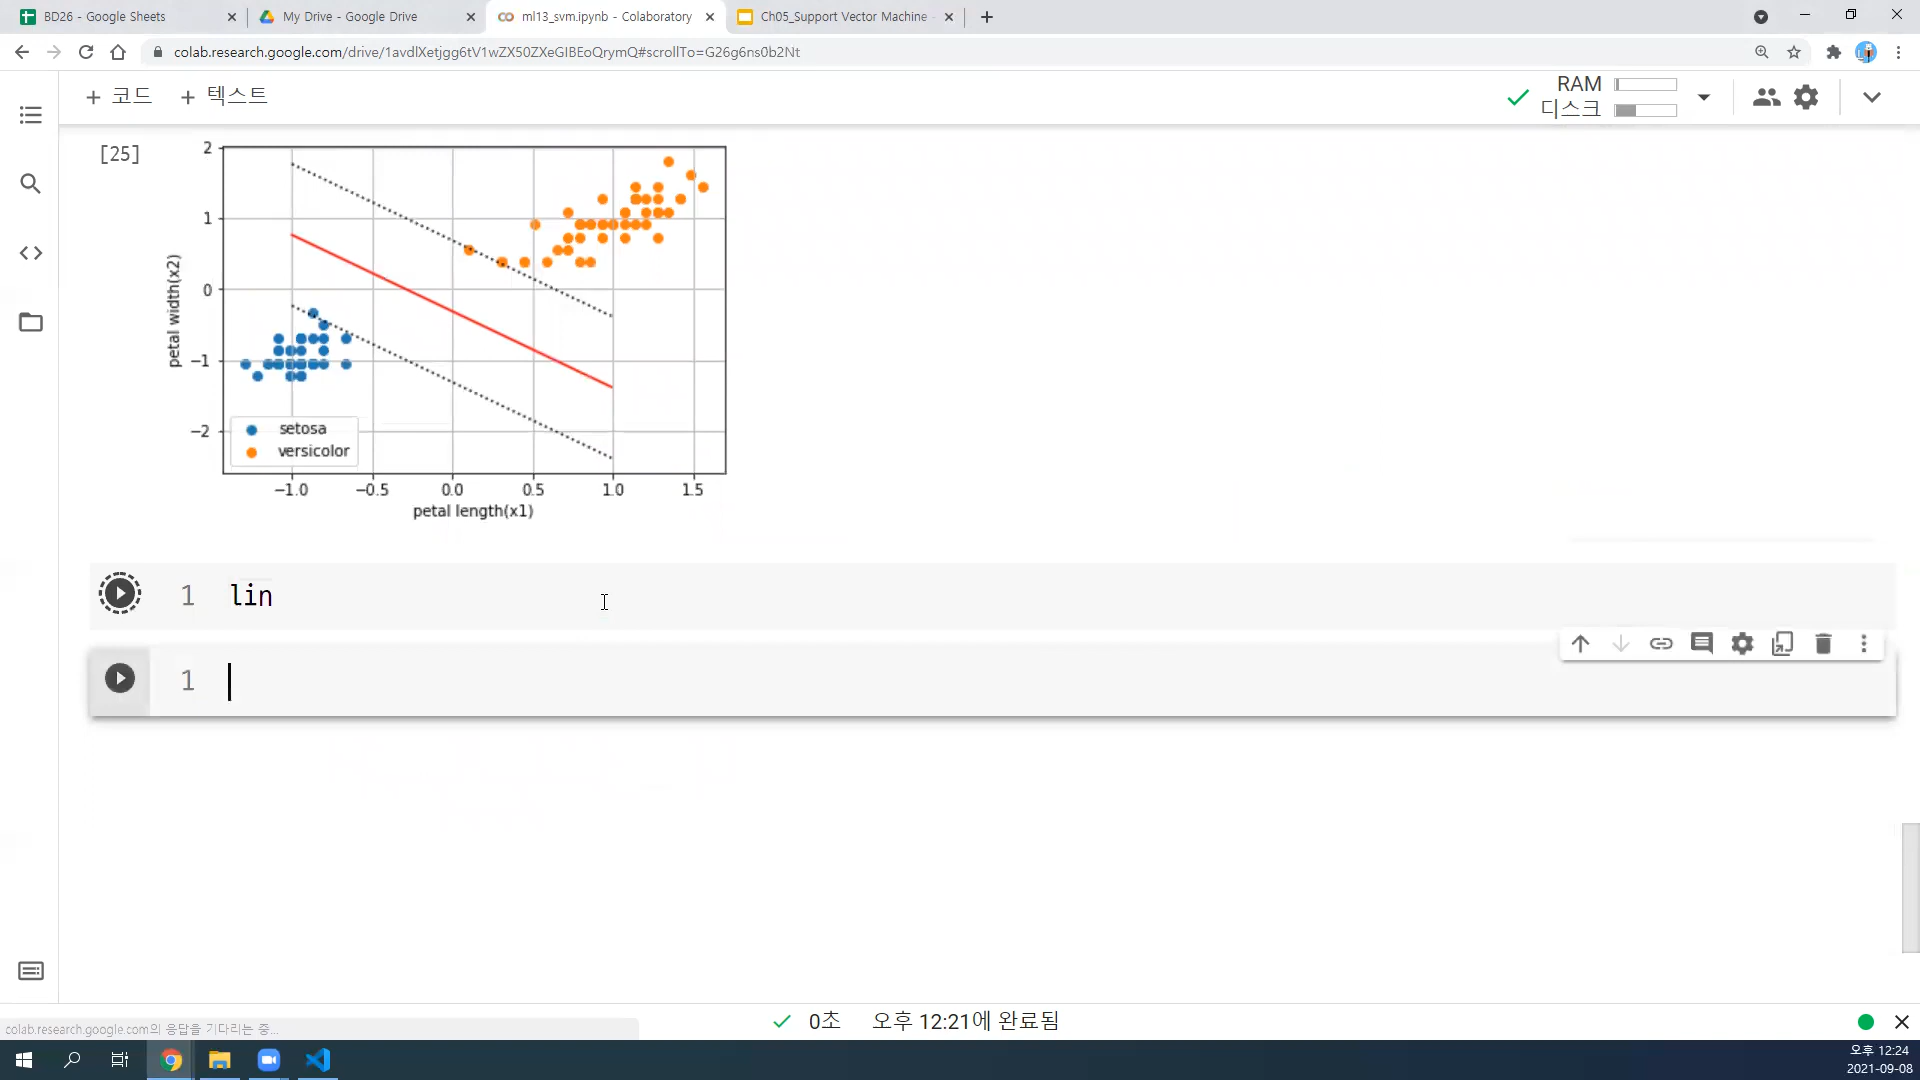 BD26 - Google Sheets
My Drive - Google Drive
ml13_svm.ipynb - Colaboratory
Ch05_Support Vector Machine -
colab.research.google.com/drive/1avdlXetjgg6tV1wZX50ZXeGIBEoQrymQ#scrollTo=G26g6ns0b2Nt
+ 코드 + 텍스트
RAM
디스크
[25]
2
1
0
−1
−2
petal width(x2)
setosa
versicolor
−1.0 −0.5 0.0 0.5 1.0 1.5
petal length(x1)
1 lin
1
colab.research.google.com의 응답을 기다리는 중...
0초 오후 12:21에 완료됨
오후 12:24
2021-09-08